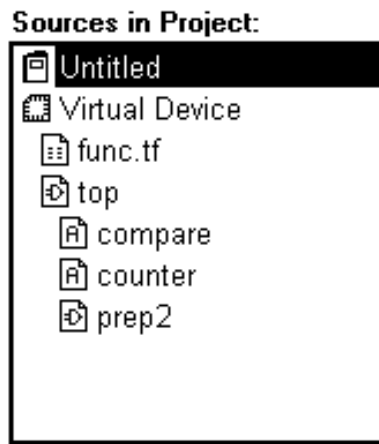 Sources in Project:
Untitled
Virtual Device
func.tf
top
compare
counter
prep2